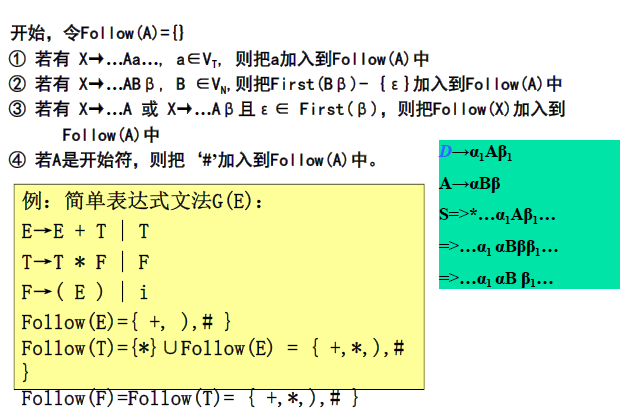 开始，令Follow(A)={}
① 若有 X→…Aa…, a∈V_T, 则把a加入到Follow(A)中
② 若有 X→…ABβ, B ∈V_N,则把First(Bβ)-{ε}加入到Follow(A)中
③ 若有 X→…A 或 X→…Aβ且ε∈ First(β), 则把Follow(X)加入到
Follow(A)中
④ 若A是开始符，则把‘#’加入到Follow(A)中。
D→α₁Aβ₁
A→αBβ
S=>*…α₁Aβ₁…
=>…α₁ αBββ₁…
=>…α₁ αB β₁…
例：简单表达式文法G(E)：
E→E + T | T
T→T * F | F
F→( E ) | i
Follow(E)={ +, ),# }
Follow(T)={*}∪Follow(E) = { +,*,),#
}
Follow(F)=Follow(T)= { +,*,),# }